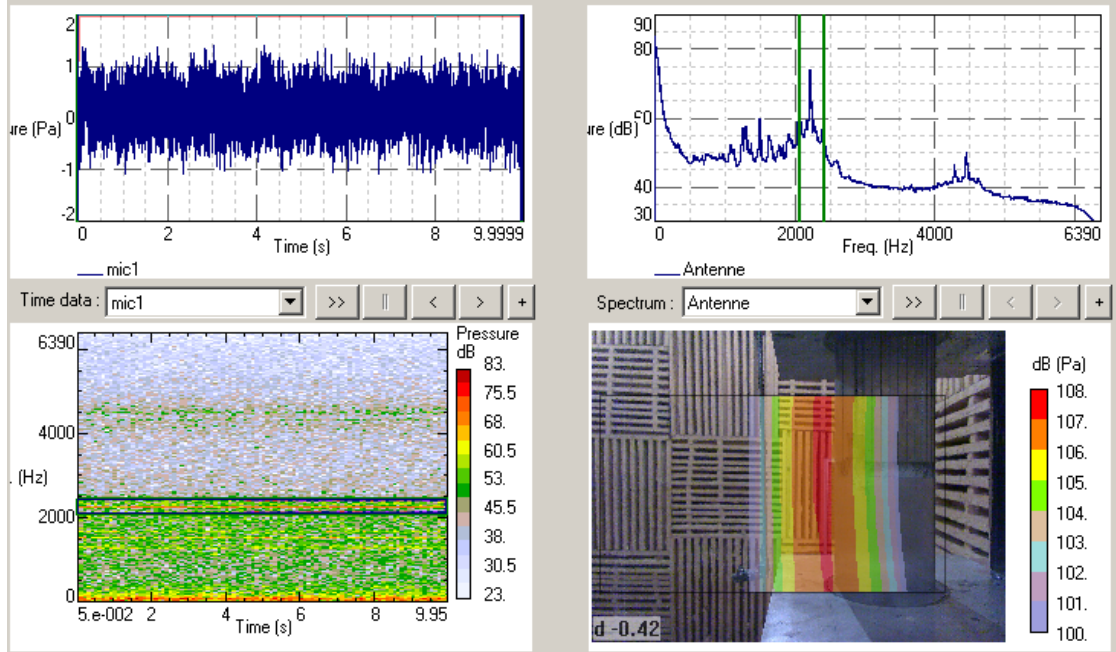 2
1
0
-1
-2
ure (Pa)
0 2 4 6 8 9.9999
Time (s)
mic1
90
80
60
40
30
ure (dB)
0 2000 4000 6390
Freq. (Hz)
Antenne
Time data : mic1 >> || < > +
Spectrum : Antenne >> || < > +
6390
4000
2000
0
. (Hz)
5.e-002 2 4 6 8 9.95
Time (s)
Pressure
dB
83.
75.5
68.
60.5
53.
45.5
38.
30.5
23.
d -0.42
dB (Pa)
108.
107.
106.
105.
104.
103.
102.
101.
100.